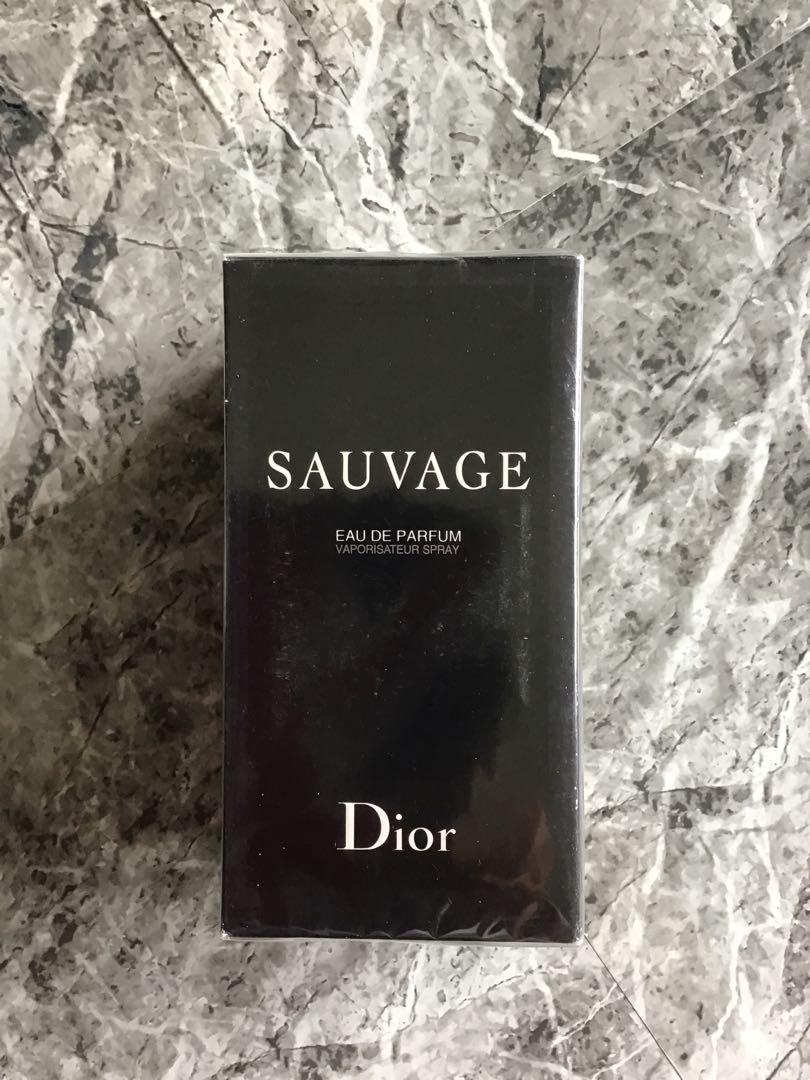 SAUVAGE
EAU DE PARFUM
VAPORISATEUR SPRAY
Dior